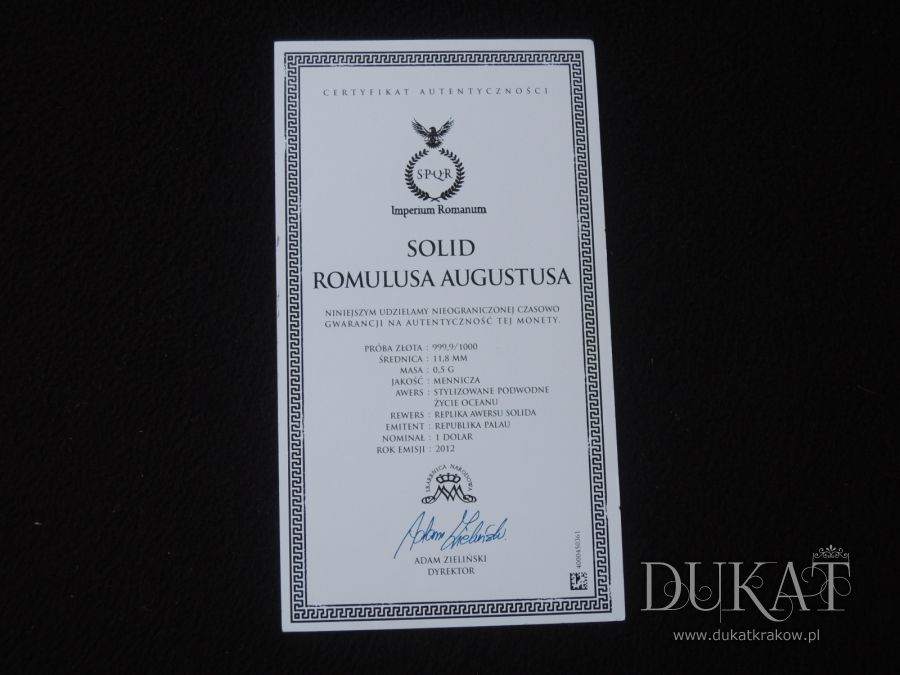 CERTYFIKAT AUTENTYCZNOŚCI
S·P·Q·R
Imperium Romanum
SOLID
ROMULUSA AUGUSTUSA
NINIEJSZYM UDZIELAMY NIEOGRANICZONEJ CZASOWO
GWARANCJI NA AUTENTYCZNOŚĆ TEJ MONETY.
PRÓBA ZŁOTA : 999,9/1000
ŚREDNICA : 11,8 MM
MASA : 0,5 G
JAKOŚĆ : MENNICZA
AWERS : STYLIZOWANE PODWODNE
ŻYCIE OCEANU
REWERS : REPLIKA AWERSU SOLIDA
EMITENT : REPUBLIKA PALAU
NOMINAŁ : 1 DOLAR
ROK EMISJI : 2012
SKARBNICA NARODOWA
Adam Zieliński
ADAM ZIELIŃSKI
DYREKTOR
4000450361
DUKAT
www.dukatkrakow.pl